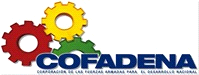 COFADENA
CORPORACIÓN DE LAS FUERZAS ARMADAS PARA EL DESARROLLO NACIONAL